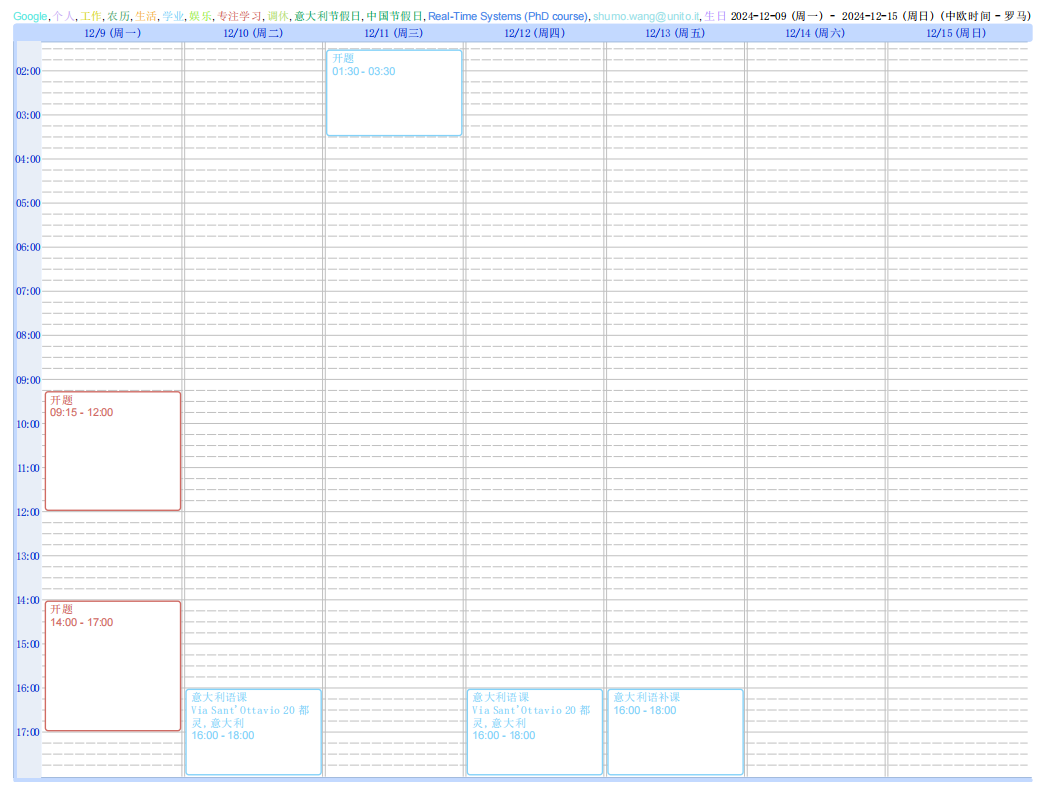 Google,个人,工作,农历,生活,学业,娱乐,专注学习,调休,意大利节假日,中国节假日,Real-Time Systems (PhD course),shumo.wang@unito.it,生日 2024-12-09 (周一) - 2024-12-15 (周日) (中欧时间 - 罗马)
12/9 (周一) 12/10 (周二) 12/11 (周三) 12/12 (周四) 12/13 (周五) 12/14 (周六) 12/15 (周日)
开题
01:30 - 03:30
02:00
03:00
04:00
05:00
06:00
07:00
08:00
09:00
开题
09:15 - 12:00
10:00
11:00
12:00
13:00
14:00
开题
14:00 - 17:00
15:00
16:00
意大利语课
Via Sant'Ottavio 20 都
灵, 意大利
16:00 - 18:00
意大利语课
Via Sant'Ottavio 20 都
灵, 意大利
16:00 - 18:00
意大利语补课
16:00 - 18:00
17:00